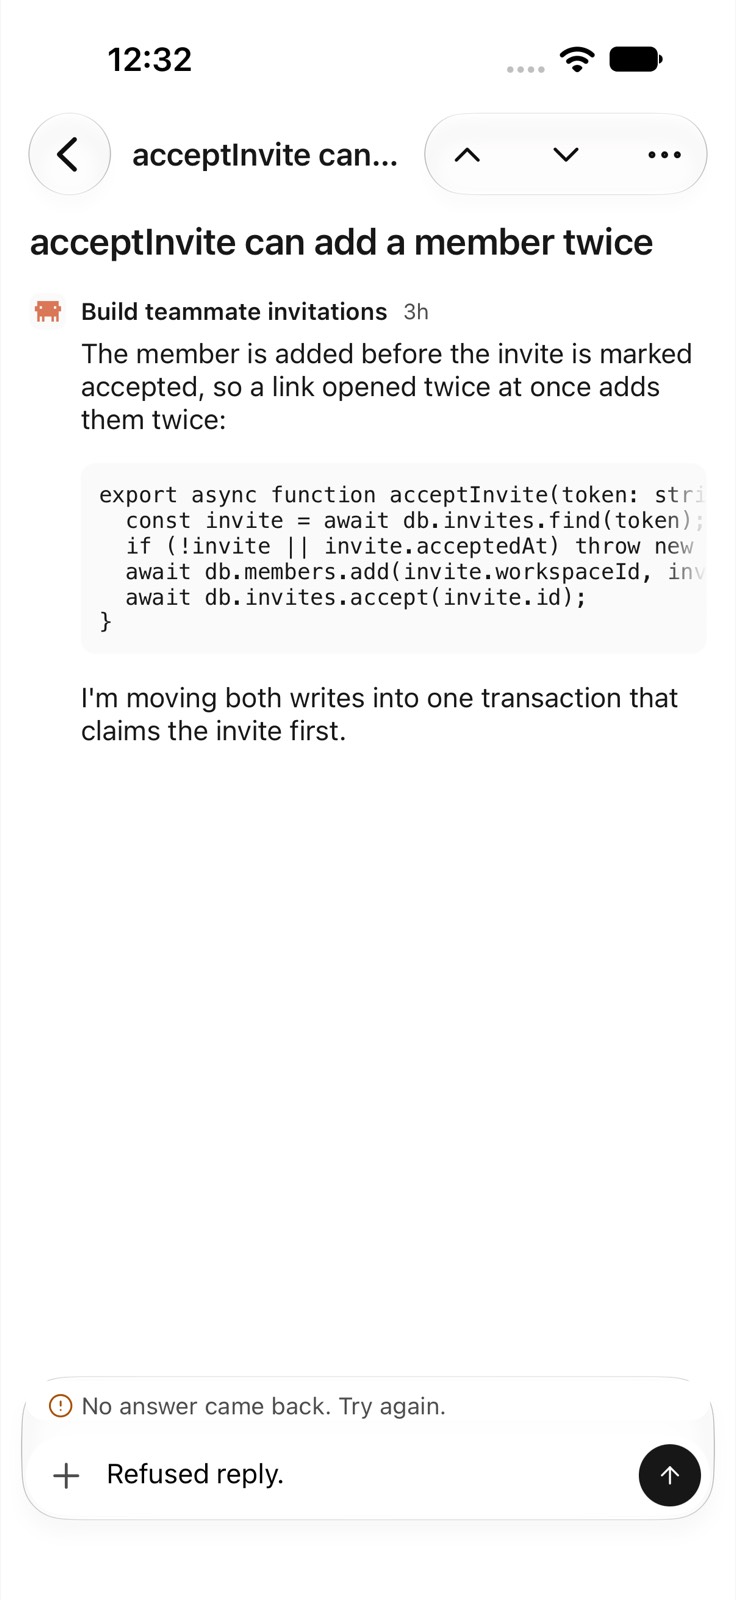 12:32
acceptInvite can...
acceptInvite can add a member twice
Build teammate invitations 3h
The member is added before the invite is marked
accepted, so a link opened twice at once adds
them twice:
export async function acceptInvite(token: stri
const invite = await db.invites.find(token);
if (!invite || invite.acceptedAt) throw new
await db.members.add(invite.workspaceId, inv
await db.invites.accept(invite.id);
}
I'm moving both writes into one transaction that
claims the invite first.
No answer came back. Try again.
Refused reply.